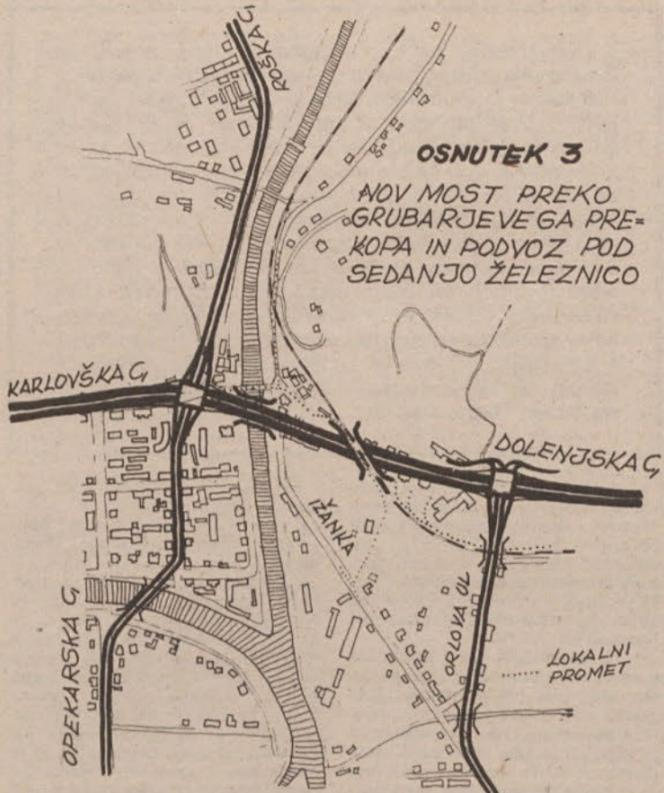 ROŠKA C,
OSNUTEK 3
NOV MOST PREKO
GRUBARJEVEGA PRE=
KOPA IN PODVOZ POD
SEDANJO ŽELEZNICO
KARLOVŠKA C,
DOLENJSKA C,
IŽANKA
OPEKARSKA C,
ORLOVA UL
LOKALNI
PROMET